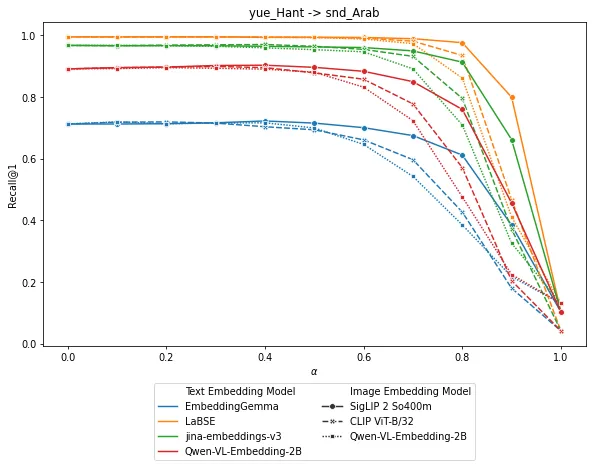 yue_Hant -> snd_Arab
Recall@1
1.0
0.8
0.6
0.4
0.2
0.0
0.0 0.2 0.4 0.6 0.8 1.0
α
Text Embedding Model
EmbeddingGemma
LaBSE
jina-embeddings-v3
Qwen-VL-Embedding-2B
Image Embedding Model
SigLIP 2 So400m
CLIP ViT-B/32
Qwen-VL-Embedding-2B